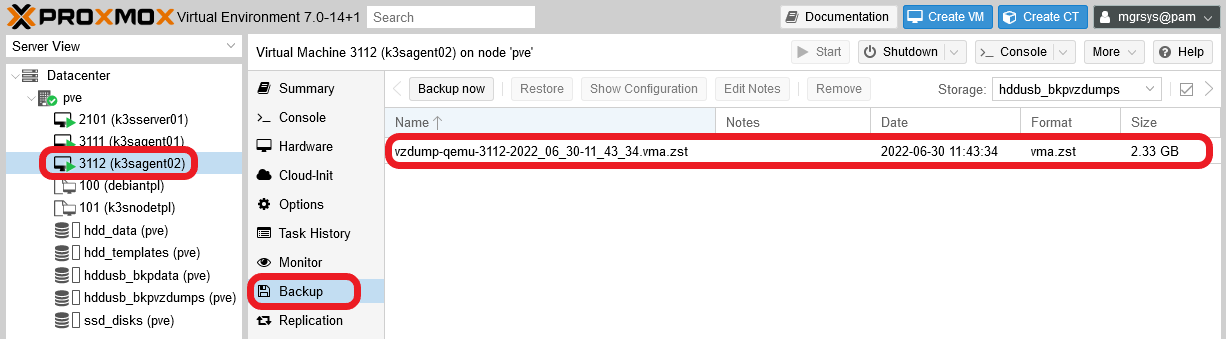 PROXMOX Virtual Environment 7.0-14+1 Search Documentation Create VM Create CT mgrsys@pam
Server View
Virtual Machine 3112 (k3sagent02) on node 'pve' Start Shutdown Console More Help
Datacenter
pve
2101 (k3sserver01)
3111 (k3sagent01)
3112 (k3sagent02)
100 (debiantpl)
101 (k3snodetpl)
hdd_data (pve)
hdd_templates (pve)
hddusb_bkpdata (pve)
hddusb_bkpvzdumps (pve)
ssd_disks (pve)
Summary
Console
Hardware
Cloud-Init
Options
Task History
Monitor
Backup
Replication
Backup now Restore Show Configuration Edit Notes Remove Storage: hddusb_bkpvzdumps
Name Notes Date Format Size
vzdump-qemu-3112-2022_06_30-11_43_34.vma.zst 2022-06-30 11:43:34 vma.zst 2.33 GB